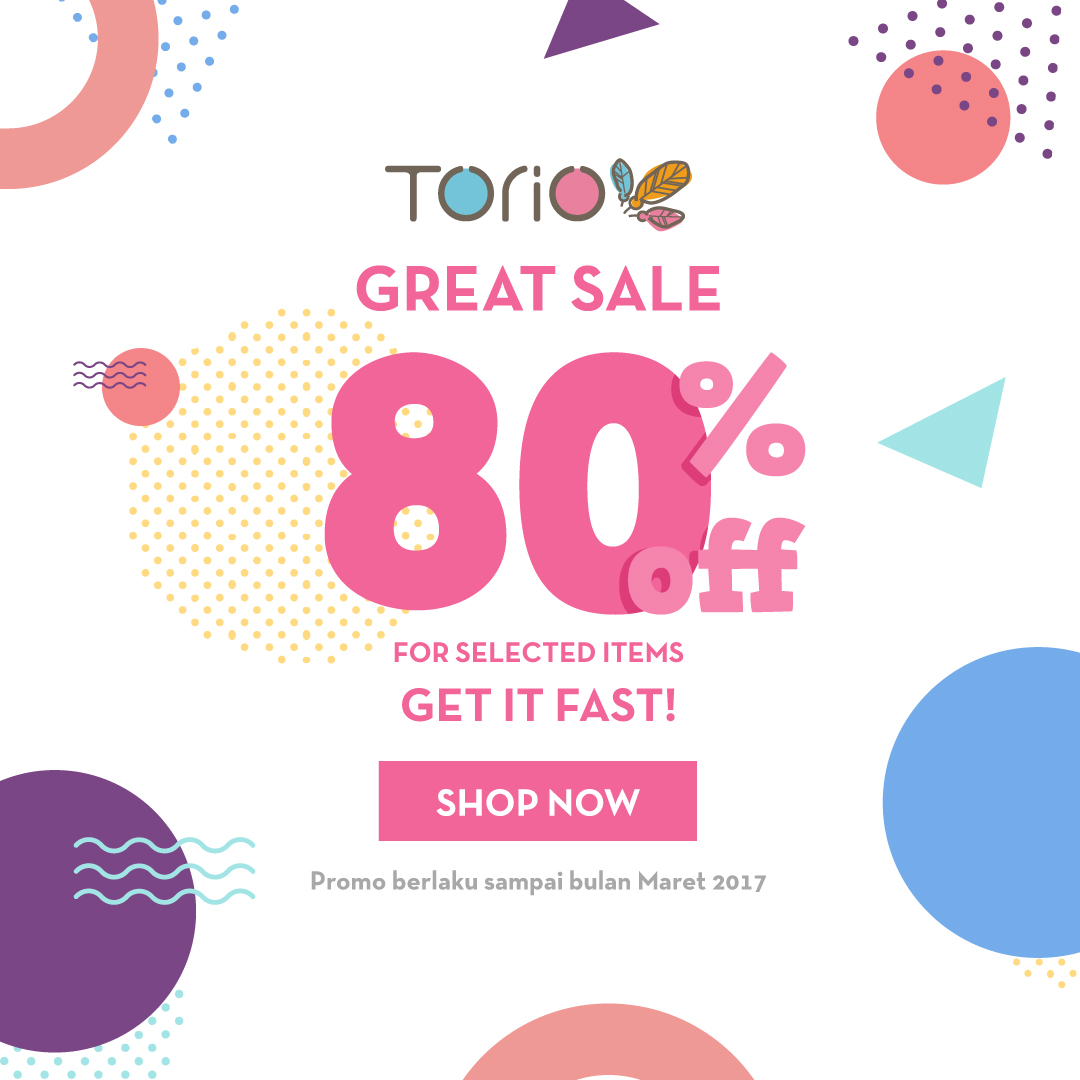 Torio
GREAT SALE
80%
off
FOR SELECTED ITEMS
GET IT FAST!
SHOP NOW
Promo berlaku sampai bulan Maret 2017